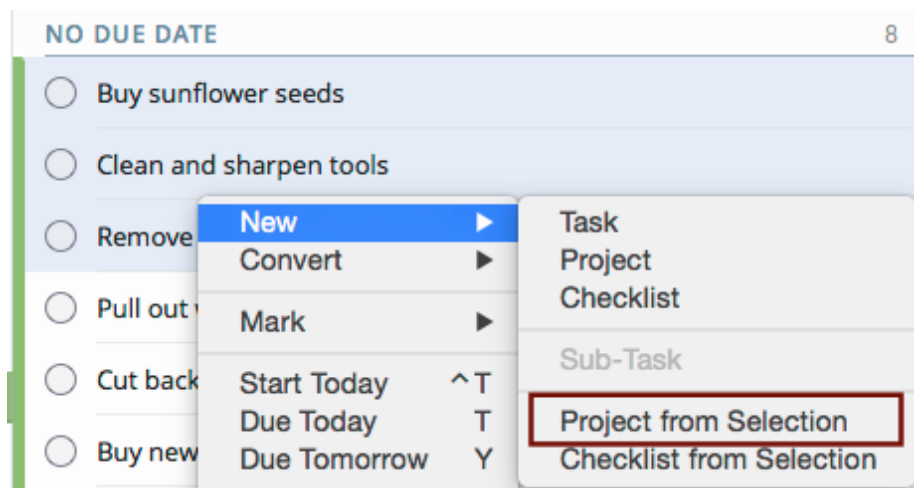 NO DUE DATE 8
Buy sunflower seeds
Clean and sharpen tools
Remove
Pull out
Cut back
Buy new
New
Convert
Mark
Start Today ^T
Due Today T
Due Tomorrow Y
Task
Project
Checklist
Sub-Task
Project from Selection
Checklist from Selection